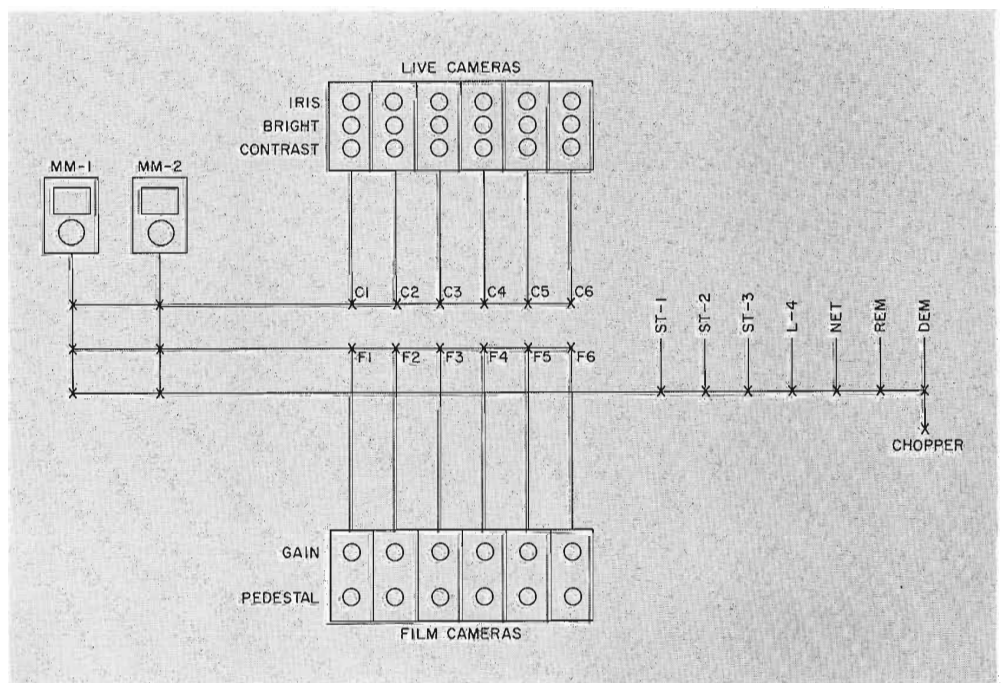 LIVE CAMERAS
IRIS
BRIGHT
CONTRAST
MM-1 MM-2
C1 C2 C3 C4 C5 C6
ST-1 ST-2 ST-3 L-4 NET REM DEM
F1 F2 F3 F4 F5 F6
CHOPPER
GAIN
PEDESTAL
FILM CAMERAS